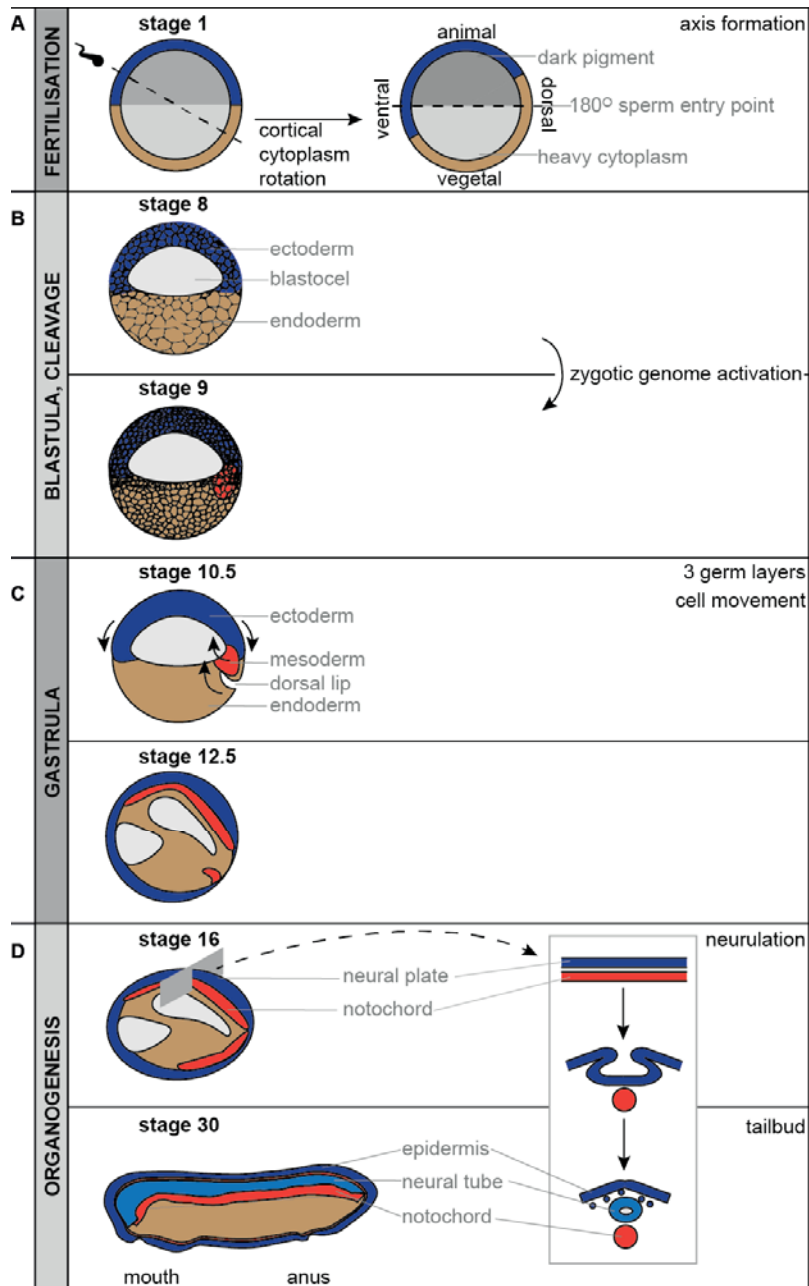 A
FERTILISATION
stage 1
axis formation
animal
dark pigment
ventral
dorsal
180° sperm entry point
cortical
cytoplasm
rotation
heavy cytoplasm
vegetal
B
BLASTULA, CLEAVAGE
stage 8
ectoderm
blastocel
endoderm
zygotic genome activation
stage 9
C
GASTRULA
stage 10.5
3 germ layers
cell movement
ectoderm
mesoderm
dorsal lip
endoderm
stage 12.5
D
ORGANOGENESIS
stage 16
neurulation
neural plate
notochord
stage 30
tailbud
epidermis
neural tube
notochord
mouth anus